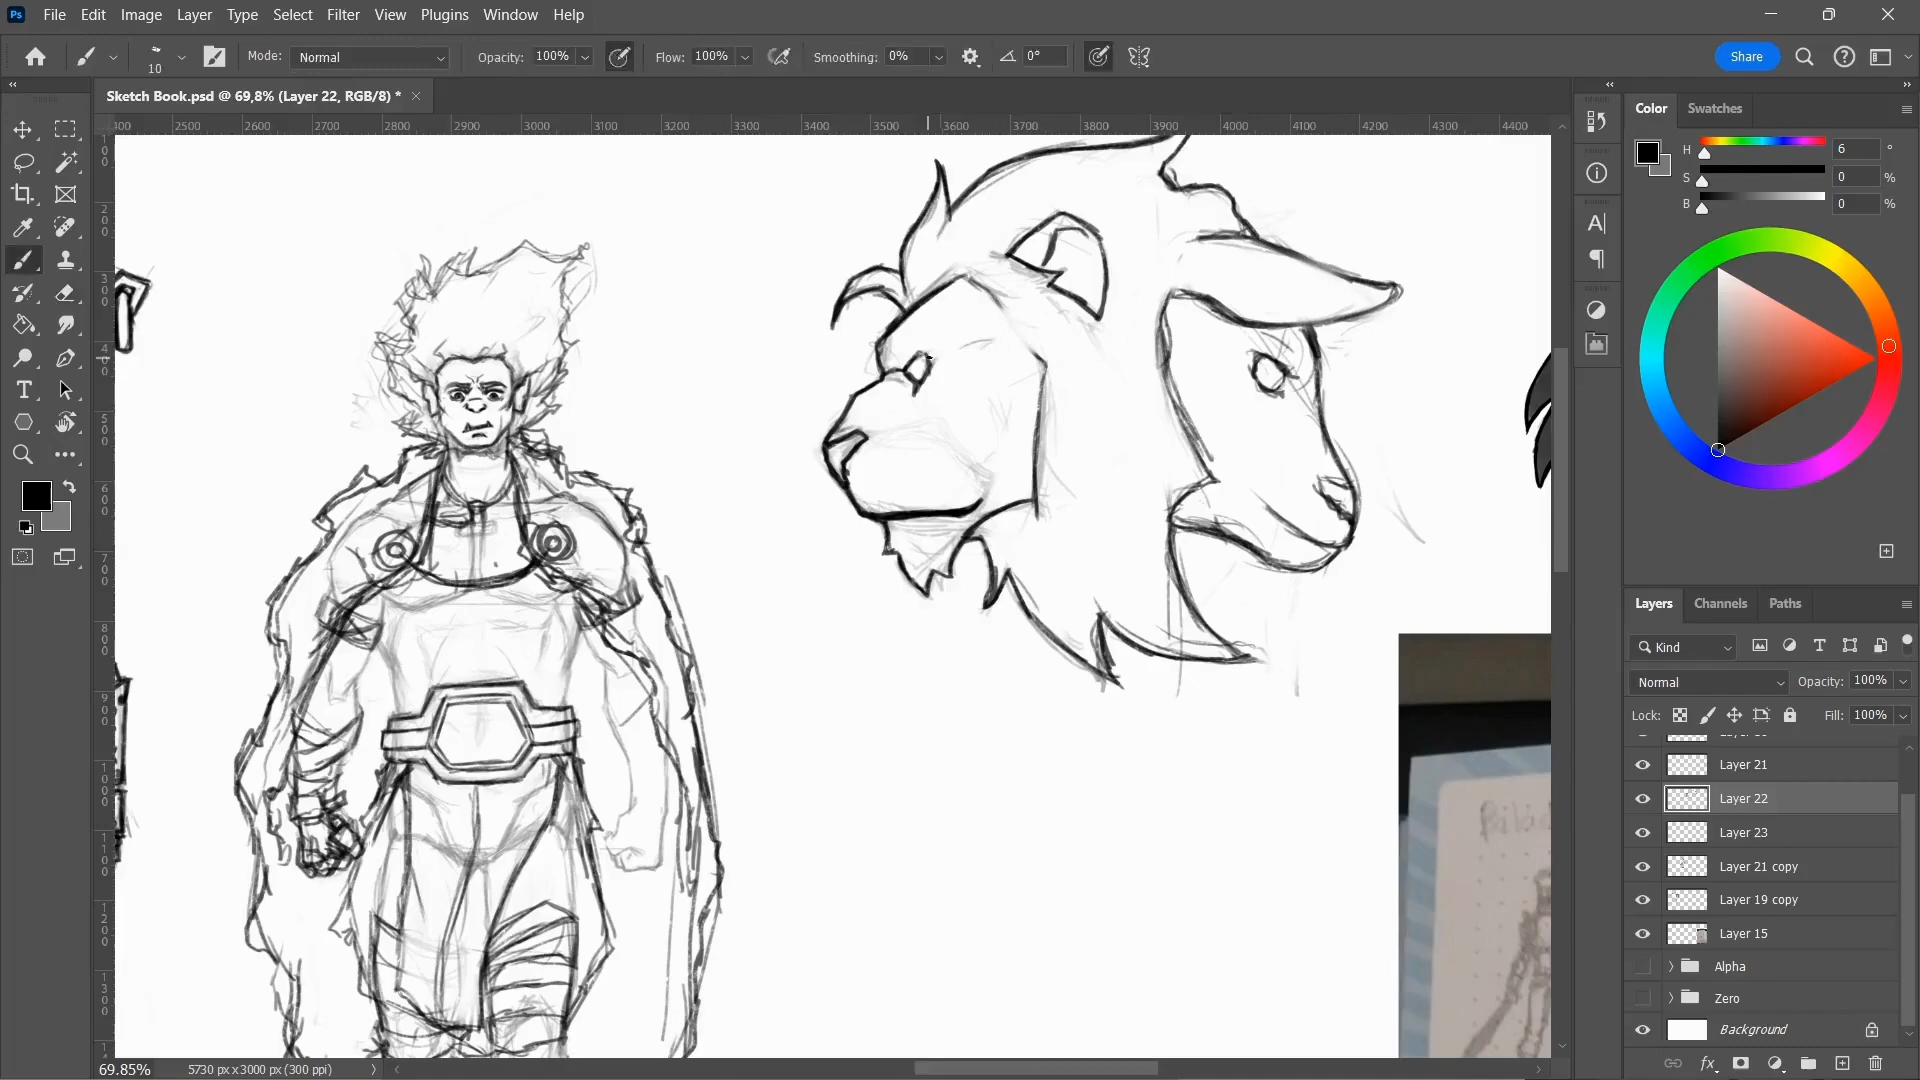 Ps File Edit Image Layer Type Select Filter View Plugins Window Help
10 Mode: Normal Opacity: 100% Flow: 100% Smoothing: 0% 0° Share
Sketch Book.psd @ 69,8% (Layer 22, RGB/8) *
2500 2600 2700 2800 2900 3000 3100 3200 3300 3400 3500 3600 3700 3800 3900 4000 4100 4200 4300 4400
Color Swatches
H 6 °
S 0 %
B 0 %
Layers Channels Paths
Kind
Normal Opacity: 100%
Lock: Fill: 100%
Layer 21
Layer 22
Layer 23
Layer 21 copy
Layer 19 copy
Layer 15
Alpha
Zero
Background
69.85% 5730 px x 3000 px (300 ppi)